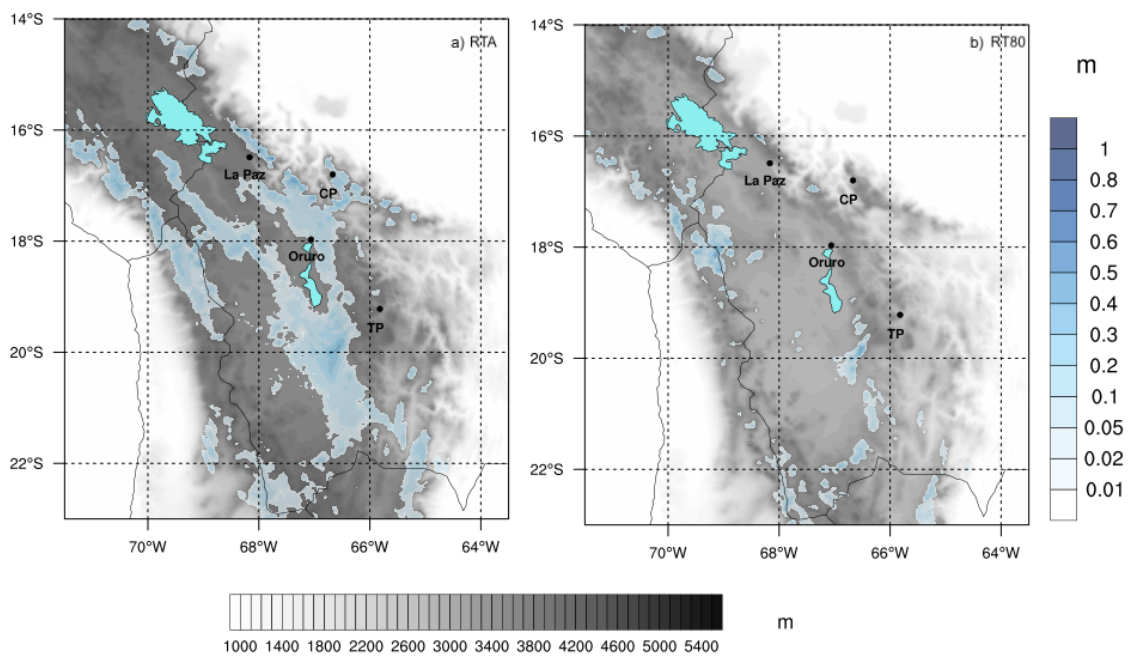 14°S
16°S
18°S
20°S
22°S
70°W 68°W 66°W 64°W
a) RTA
La Paz
CP
Oruro
TP
14°S
16°S
18°S
20°S
22°S
70°W 68°W 66°W 64°W
b) RT80
La Paz
CP
Oruro
TP
m
1
0.8
0.7
0.6
0.5
0.4
0.3
0.2
0.1
0.05
0.02
0.01
1000 1400 1800 2200 2600 3000 3400 3800 4200 4600 5000 5400
m